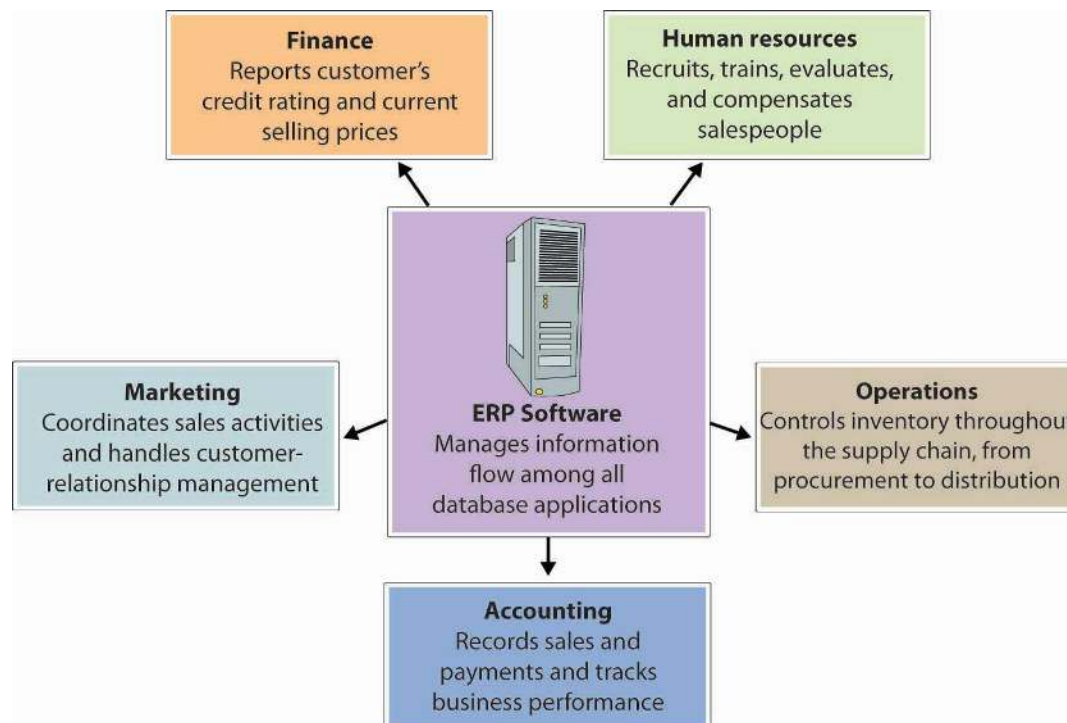 Finance
Reports customer's
credit rating and current
selling prices
Human resources
Recruits, trains, evaluates,
and compensates
salespeople
ERP Software
Manages information
flow among all
database applications
Marketing
Coordinates sales activities
and handles customer-
relationship management
Operations
Controls inventory throughout
the supply chain, from
procurement to distribution
Accounting
Records sales and
payments and tracks
business performance